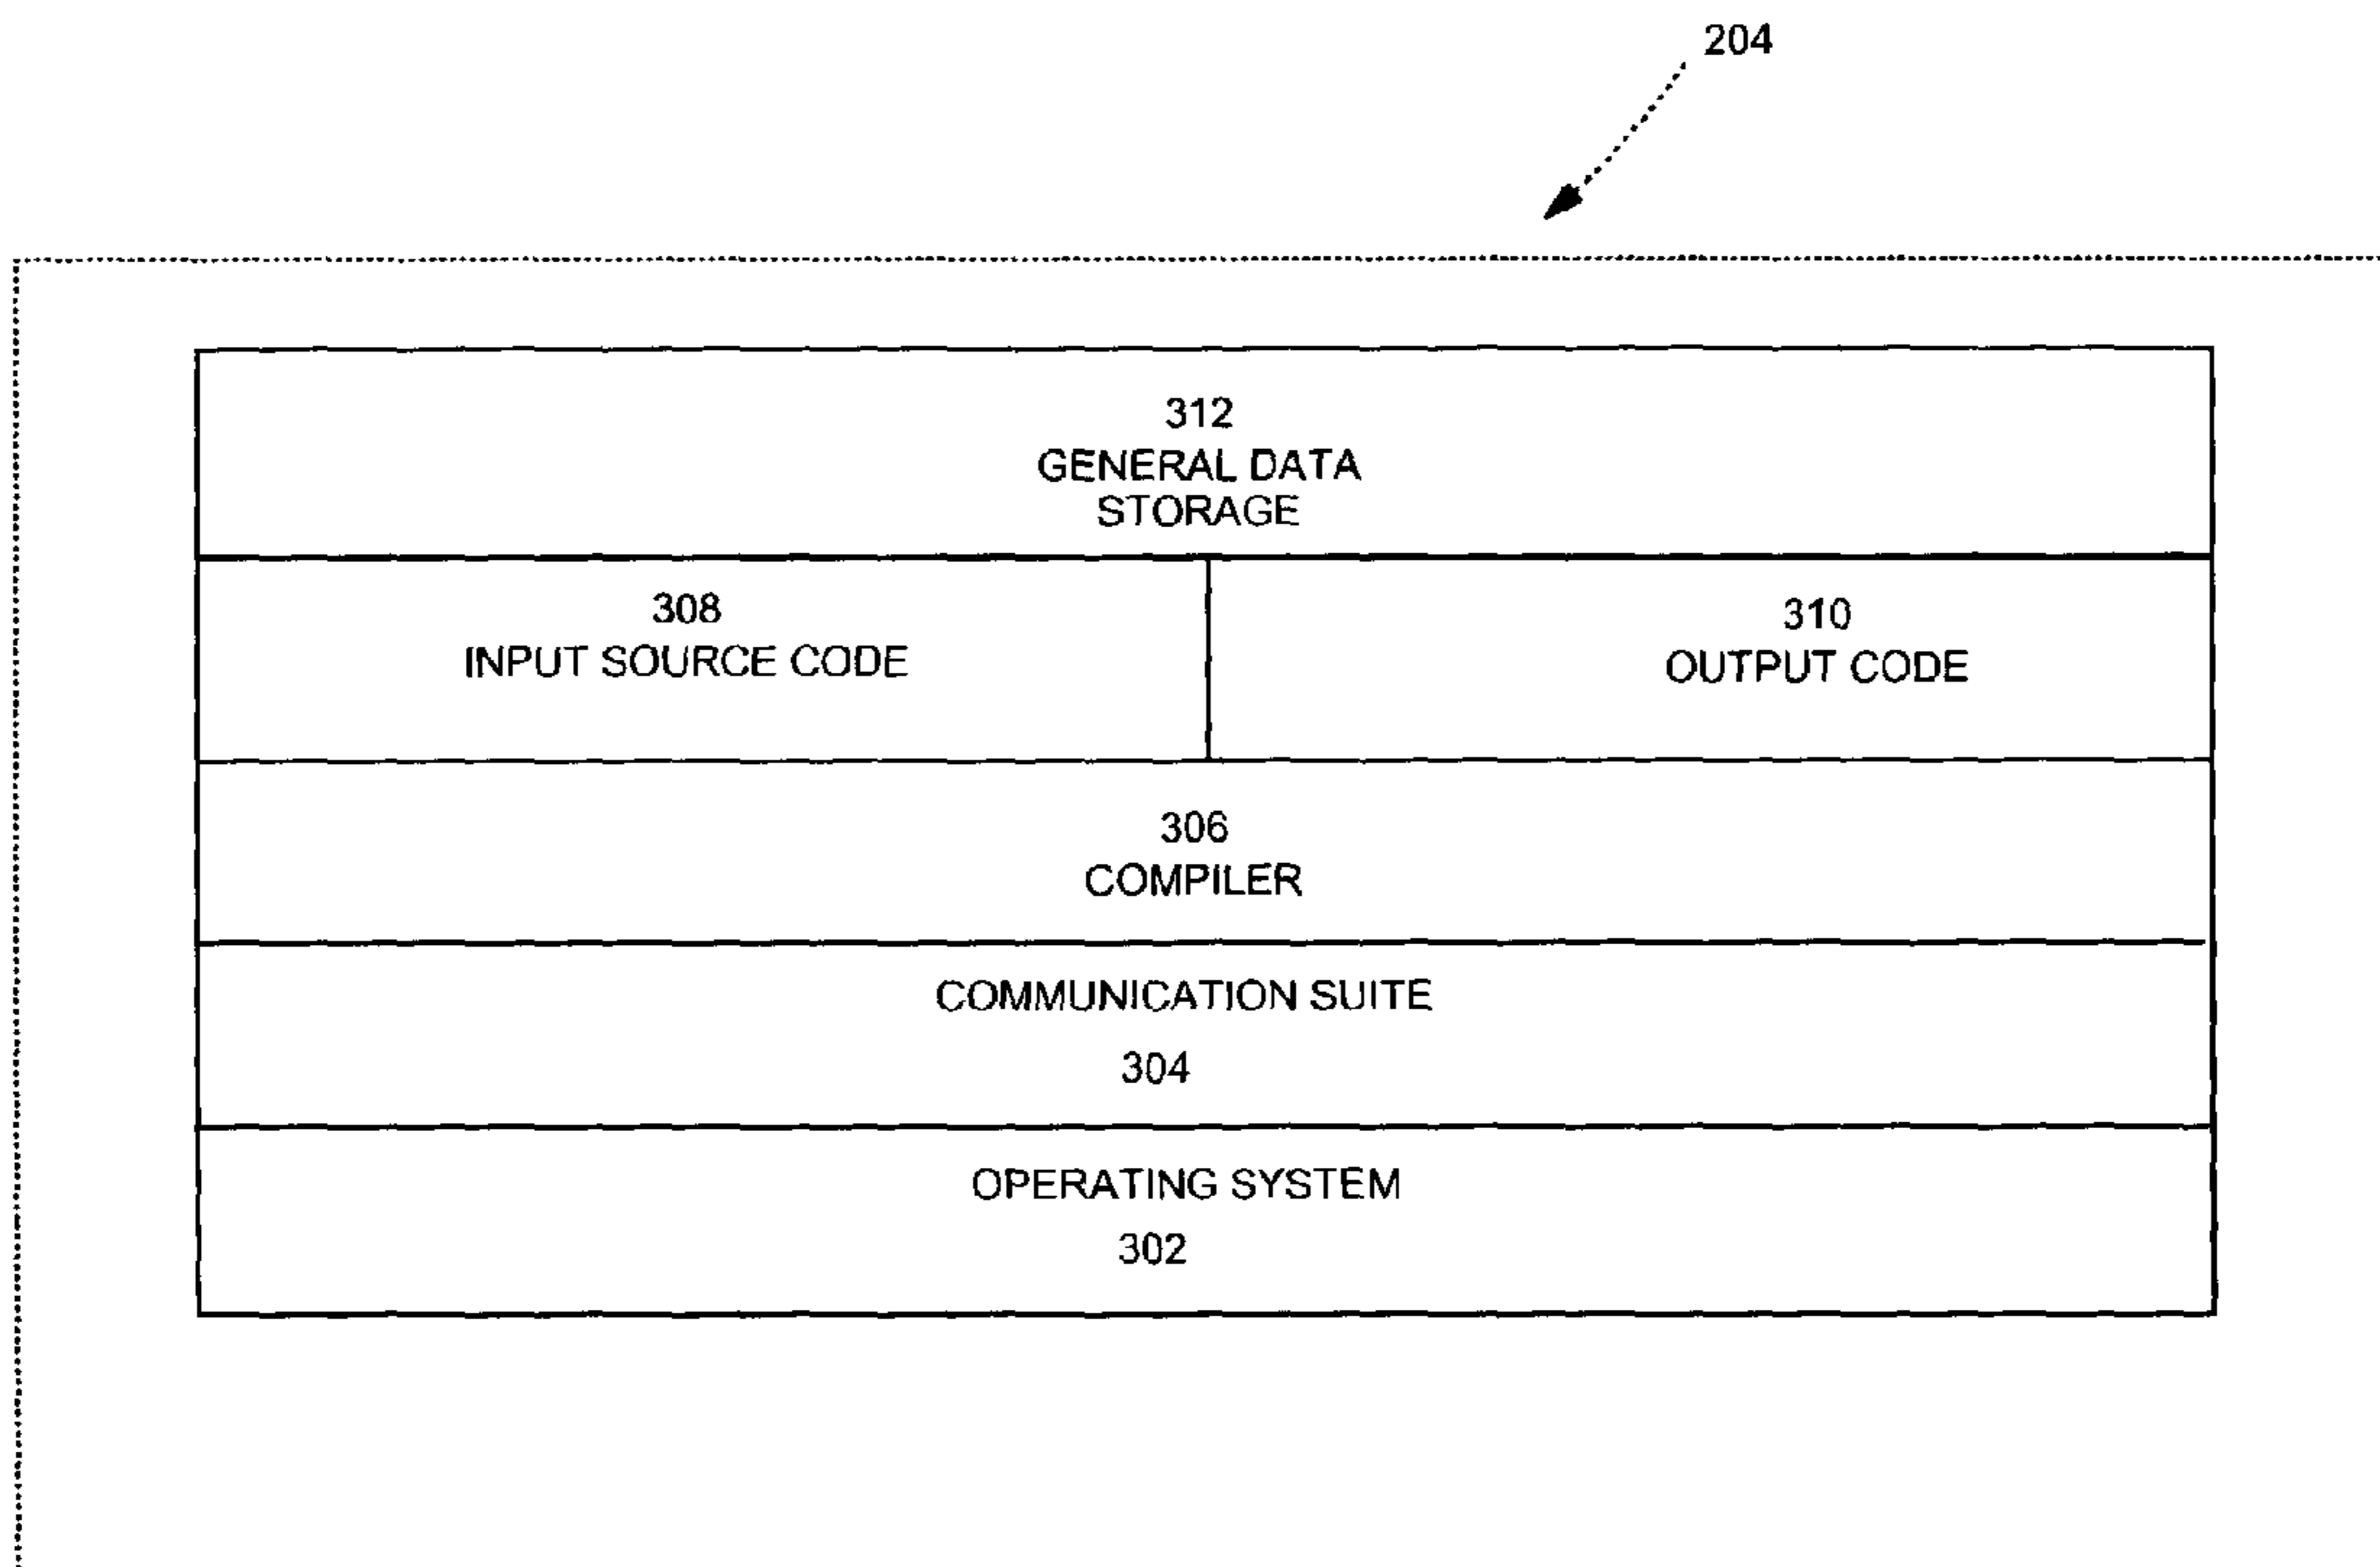 204
312
GENERAL DATA
STORAGE
308
INPUT SOURCE CODE
310
OUTPUT CODE
306
COMPILER
COMMUNICATION SUITE
304
OPERATING SYSTEM
302